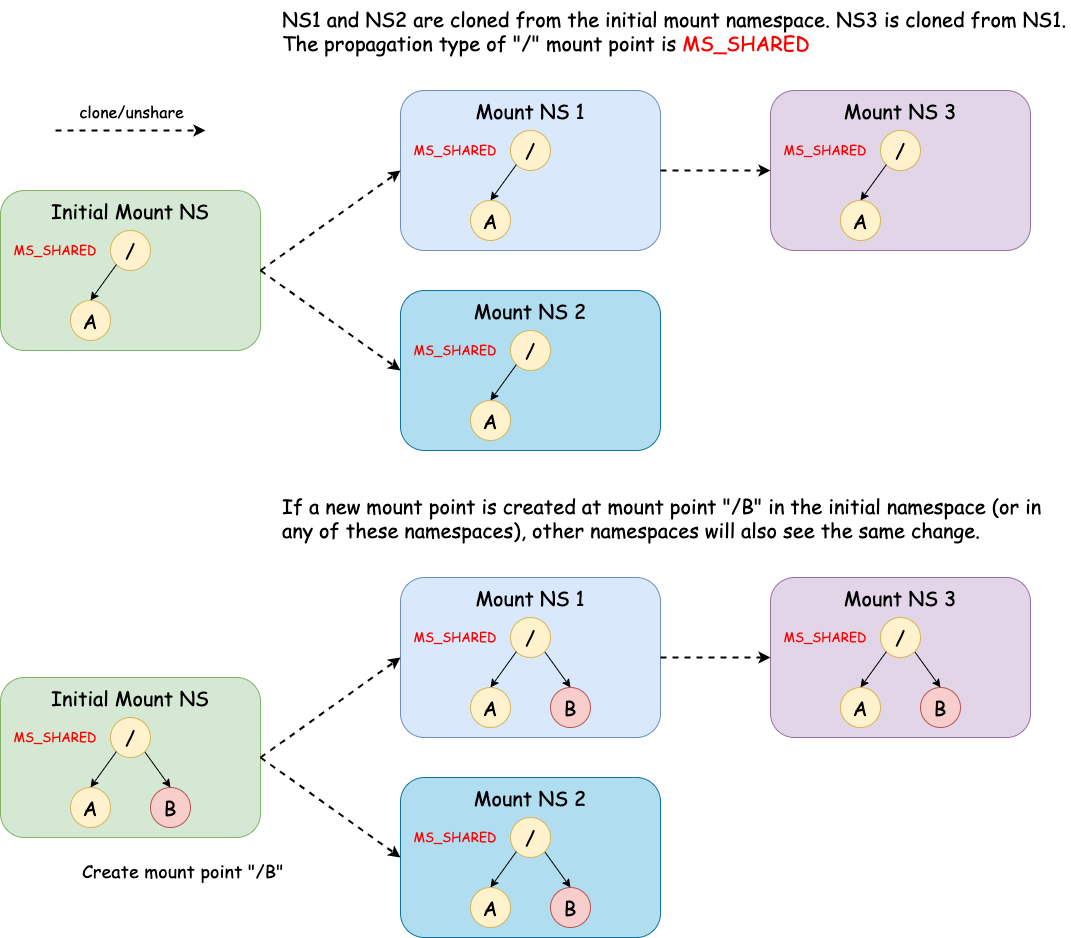 NS1 and NS2 are cloned from the initial mount namespace. NS3 is cloned from NS1.
The propagation type of "/" mount point is MS_SHARED
clone/unshare
Initial Mount NS
MS_SHARED
/
A
Mount NS 1
MS_SHARED
/
A
Mount NS 3
MS_SHARED
/
A
Mount NS 2
MS_SHARED
/
A
If a new mount point is created at mount point "/B" in the initial namespace (or in
any of these namespaces), other namespaces will also see the same change.
Initial Mount NS
MS_SHARED
/
A
B
Create mount point "/B"
Mount NS 1
MS_SHARED
/
A
B
Mount NS 3
MS_SHARED
/
A
B
Mount NS 2
MS_SHARED
/
A
B